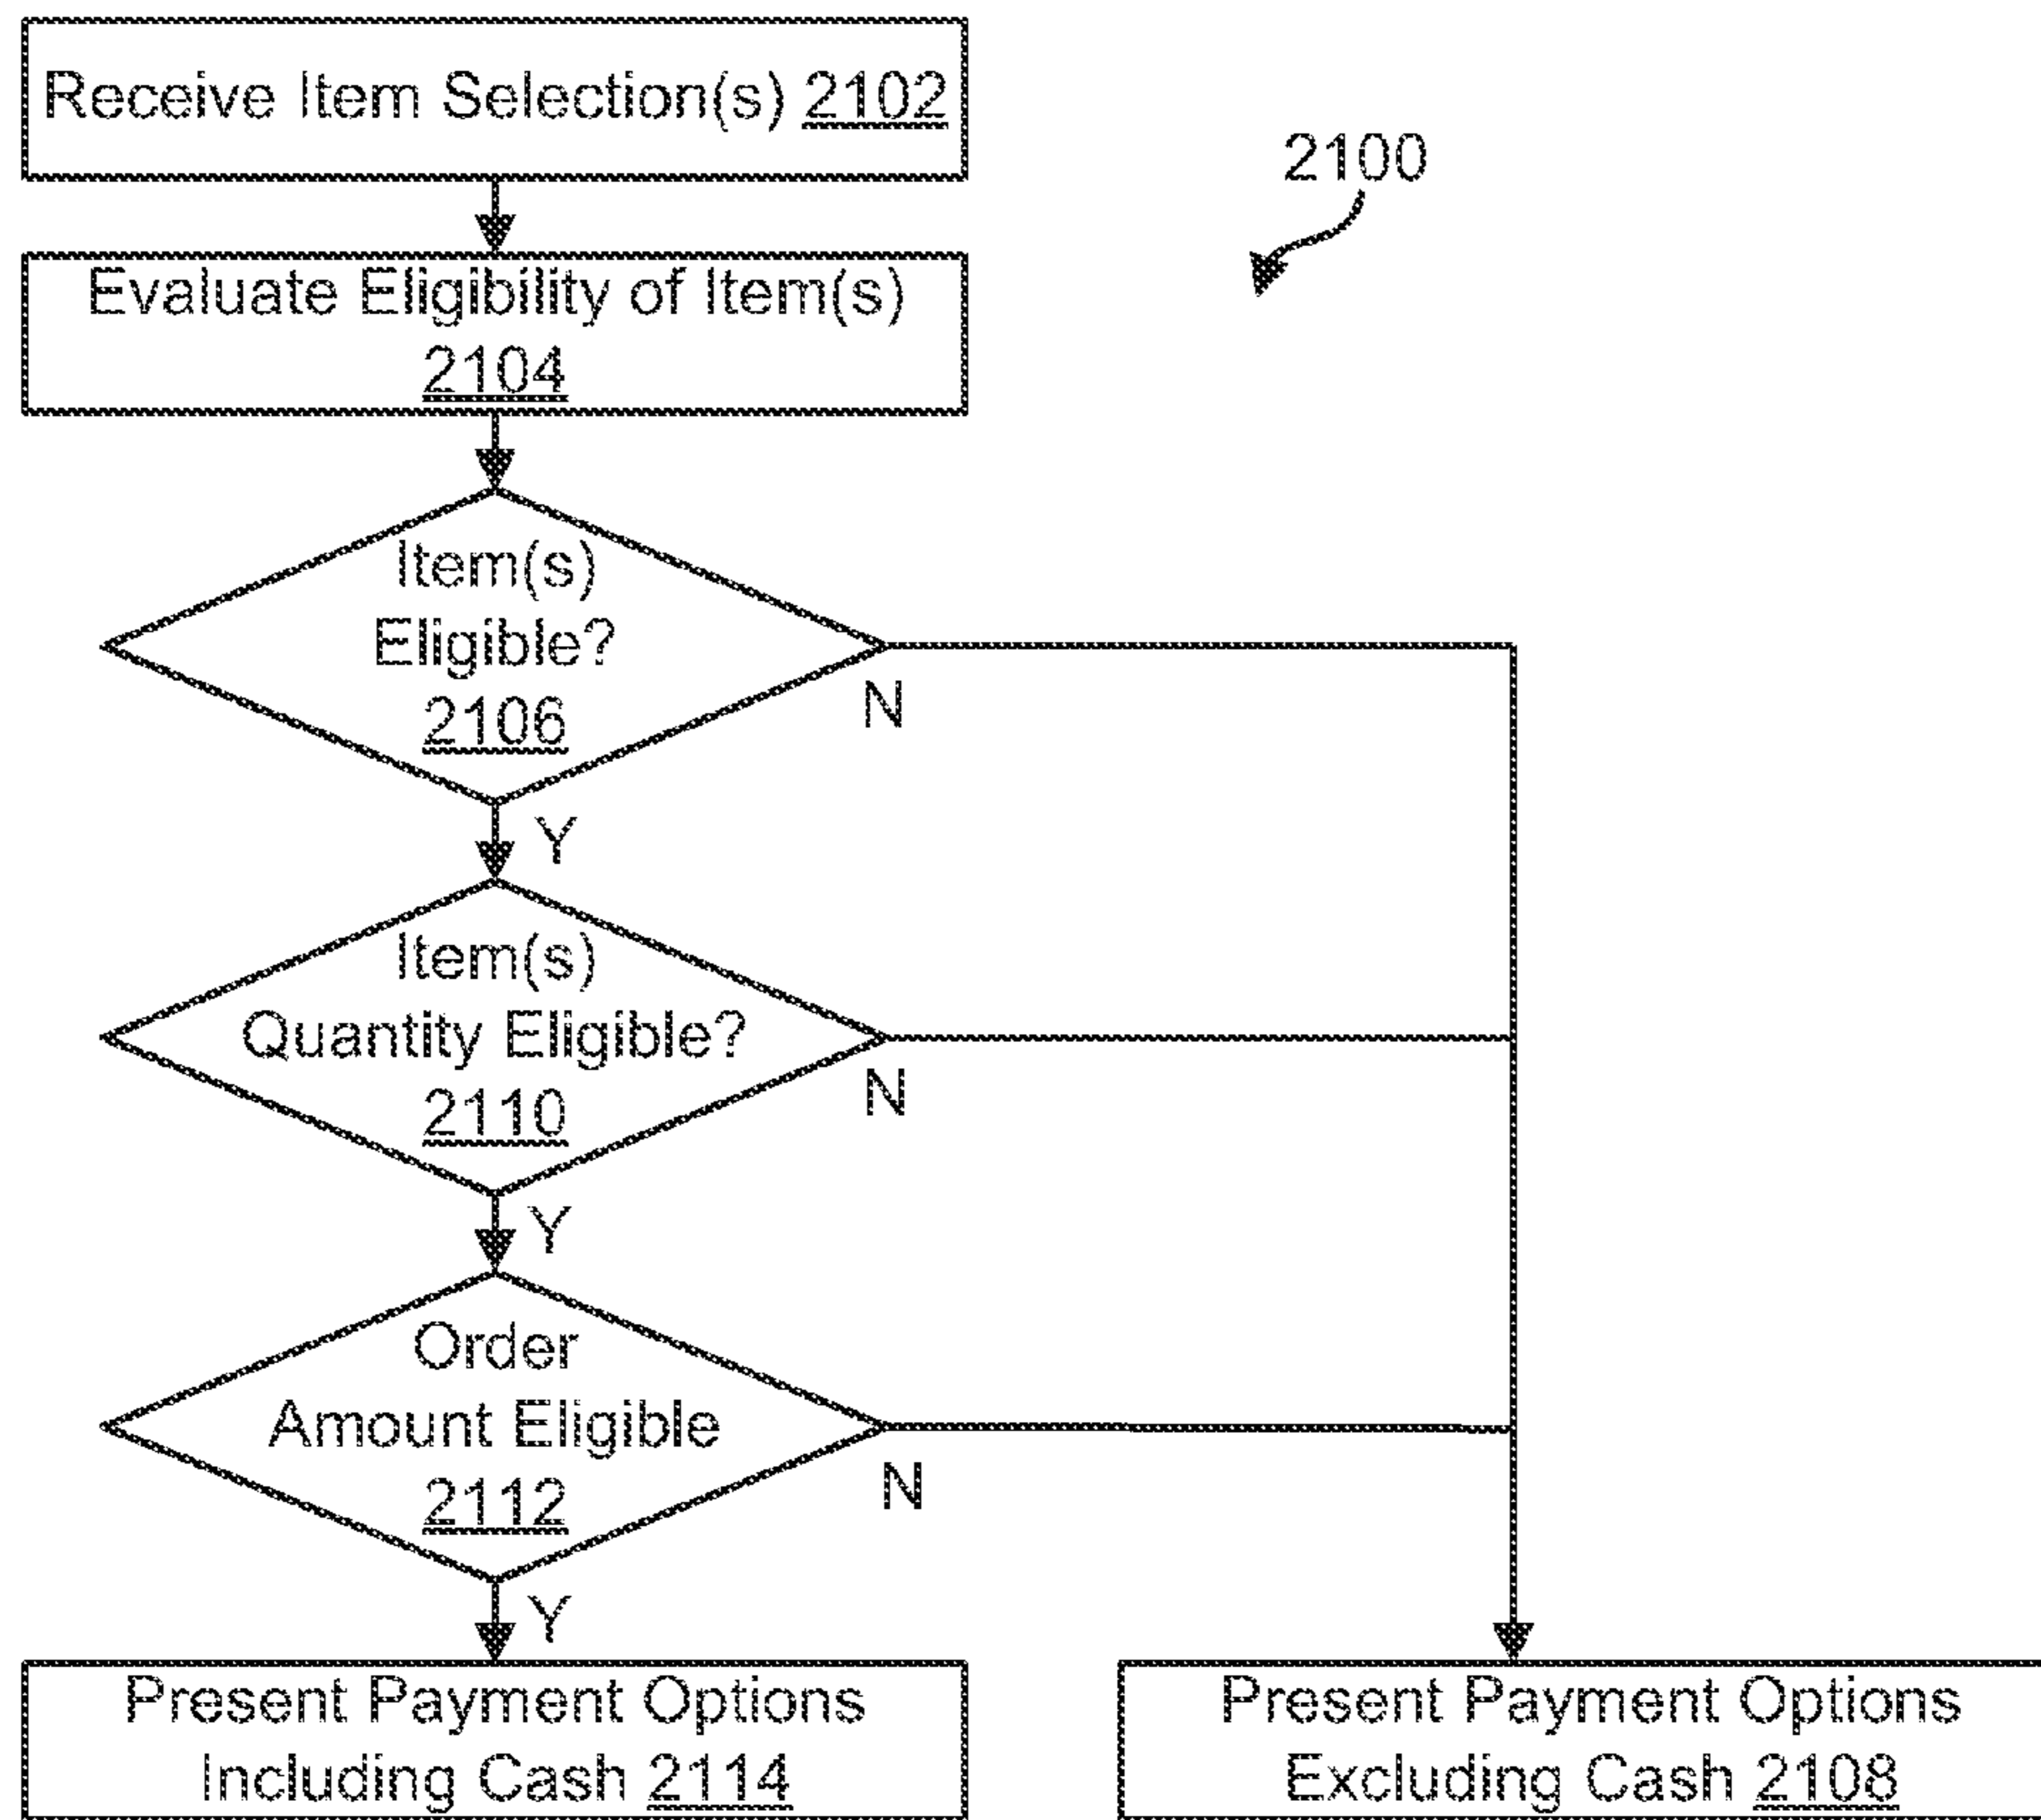 Receive Item Selection(s) 2102
2100
Evaluate Eligibility of Item(s)
2104
Item(s)
Eligible?
2106
N
Y
Item(s)
Quantity Eligible?
2110
N
Y
Order
Amount Eligible
2112
N
Y
Present Payment Options
Including Cash 2114
Present Payment Options
Excluding Cash 2108